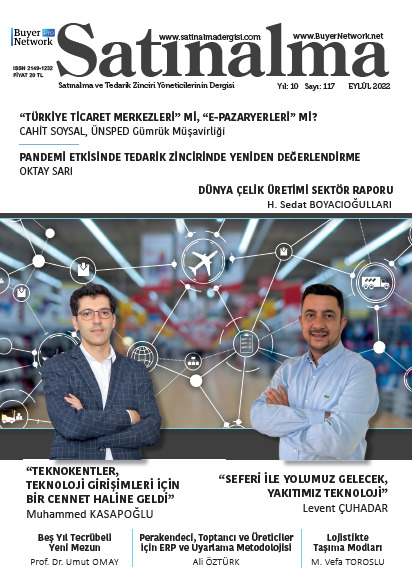 Buyer Pro
Network
www.satinalmadergisi.com
www.BuyerNetwork.net
Satınalma
ISSN 2149-1232
FİYAT 20 TL
Satınalma ve Tedarik Zinciri Yöneticilerinin Dergisi
Yıl: 10 Sayı: 117 EYLÜL 2022
“TÜRKİYE TİCARET MERKEZLERİ” Mİ, “E-PAZARYERLERİ” Mİ?
CAHİT SOYSAL, ÜNSPED Gümrük Müşavirliği
PANDEMİ ETKİSİNDE TEDARİK ZİNCİRİNDE YENİDEN DEĞERLENDİRME
OKTAY SARI
DÜNYA ÇELİK ÜRETİMİ SEKTÖR RAPORU
H. Sedat BOYACIOĞULLARI
“TEKNOKENTLER,
TEKNOLOJİ GİRİŞİMLERİ İÇİN
BİR CENNET HALİNE GELDİ”
Muhammed KASAPOĞLU
“SEFERİ İLE YOLUMUZ GELECEK,
YAKITIMIZ TEKNOLOJİ”
Levent ÇUHADAR
Beş Yıl Tecrübeli
Yeni Mezun
Prof. Dr. Umut OMAY
Perakendeci, Toptancı ve Üreticiler
için ERP ve Uyarlama Metodolojisi
Ali ÖZTÜRK
Lojistikte
Taşıma Modları
M. Vefa TOROSLU